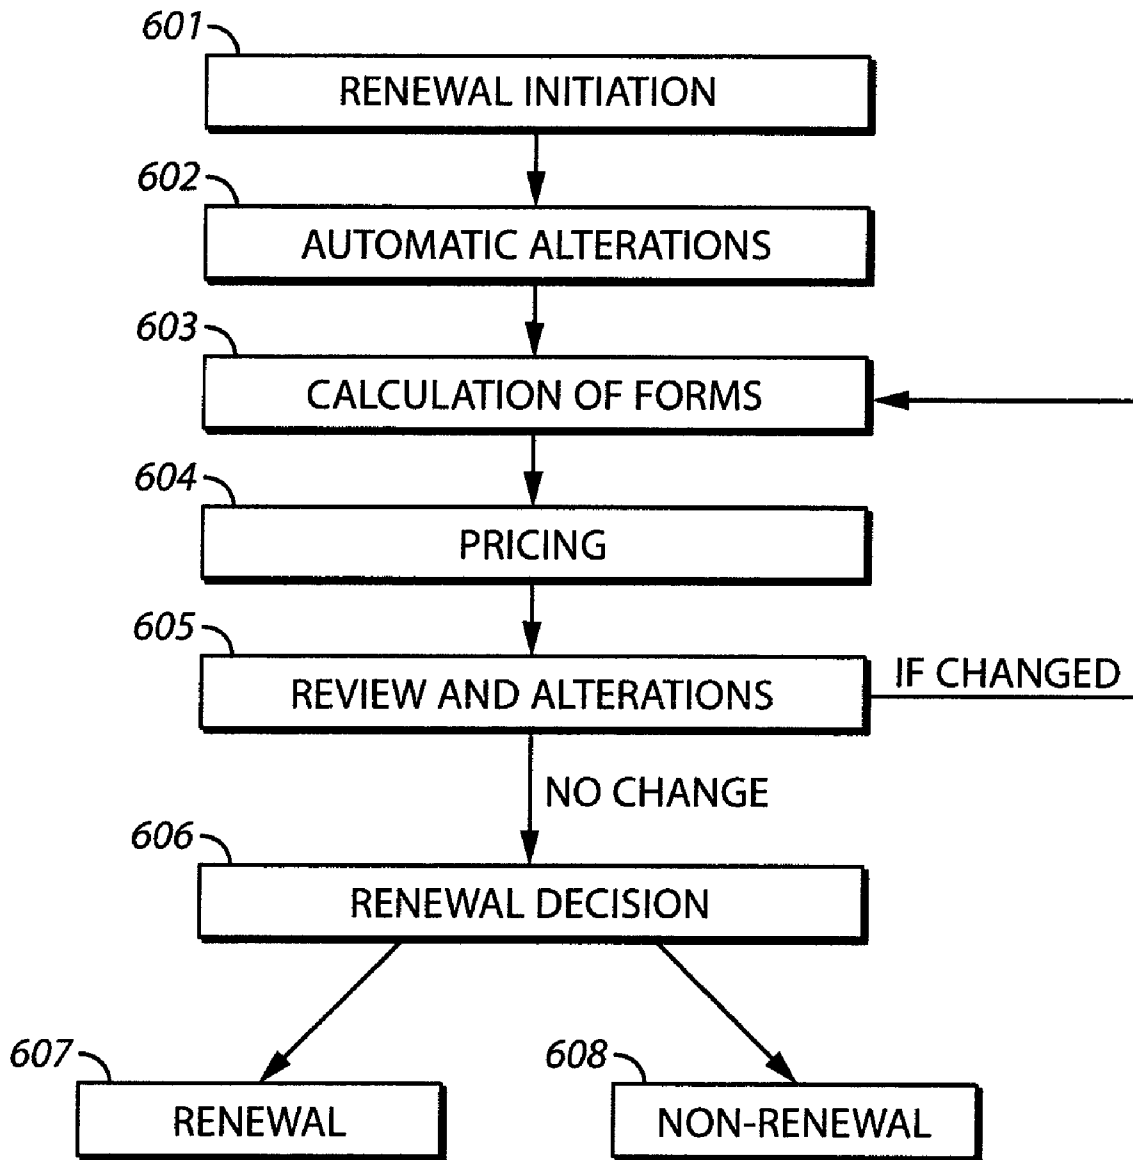 601
RENEWAL INITIATION
602
AUTOMATIC ALTERATIONS
603
CALCULATION OF FORMS
604
PRICING
605
REVIEW AND ALTERATIONS
IF CHANGED
NO CHANGE
606
RENEWAL DECISION
607
RENEWAL
608
NON-RENEWAL